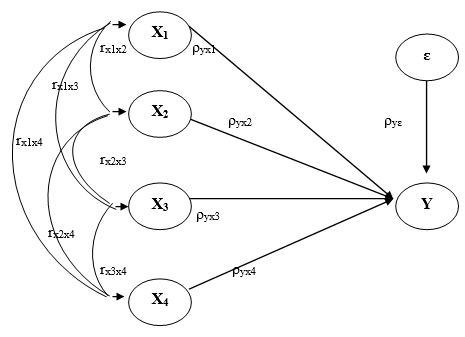 X1
rx1x2
ρyx1
ε
rx1x3
X2
ρyx2
ρyε
rx1x4
rx2x3
X3
Y
ρyx3
rx2x4
rx3x4
ρyx4
X4